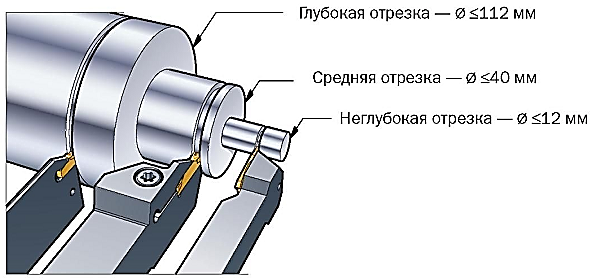 Глубокая отрезка — Ø ≤112 мм
Средняя отрезка — Ø ≤40 мм
Неглубокая отрезка — Ø ≤12 мм